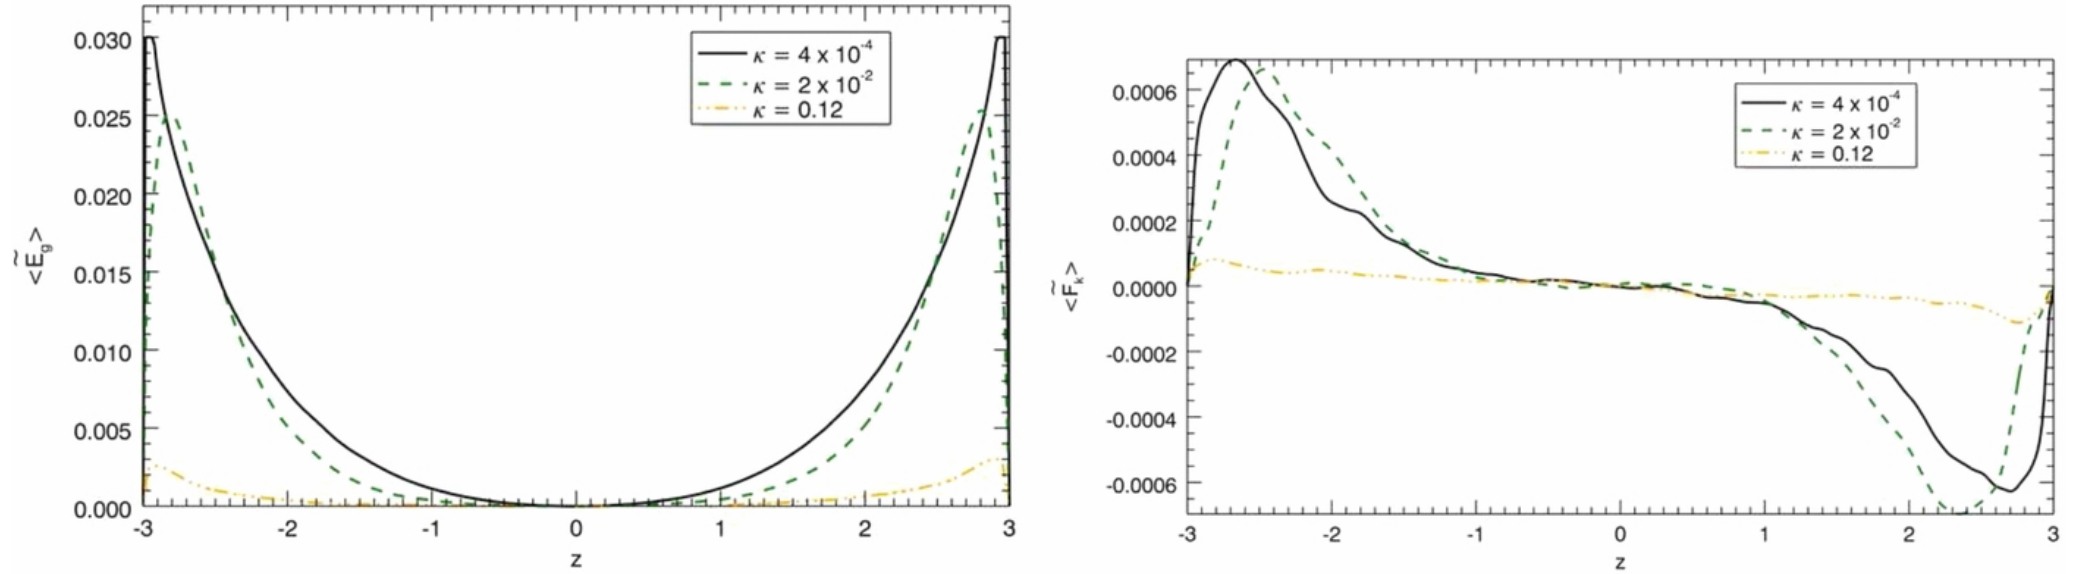 0.030
0.025
0.020
0.015
0.010
0.005
0.000
<Ẽg>
-3 -2 -1 0 1 2 3
z
κ = 4 x 10⁻⁴
κ = 2 x 10⁻²
κ = 0.12
0.0006
0.0004
0.0002
0.0000
-0.0002
-0.0004
-0.0006
<F̃k>
-3 -2 -1 0 1 2 3
z
κ = 4 x 10⁻⁴
κ = 2 x 10⁻²
κ = 0.12